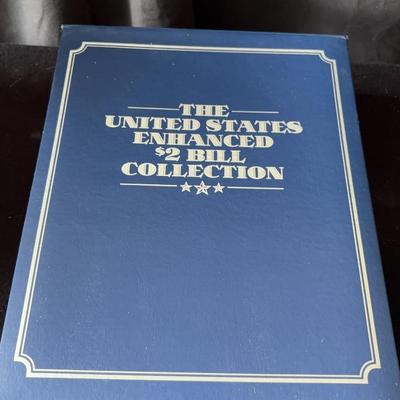 THE
UNITED STATES
ENHANCED
$2 BILL
COLLECTION